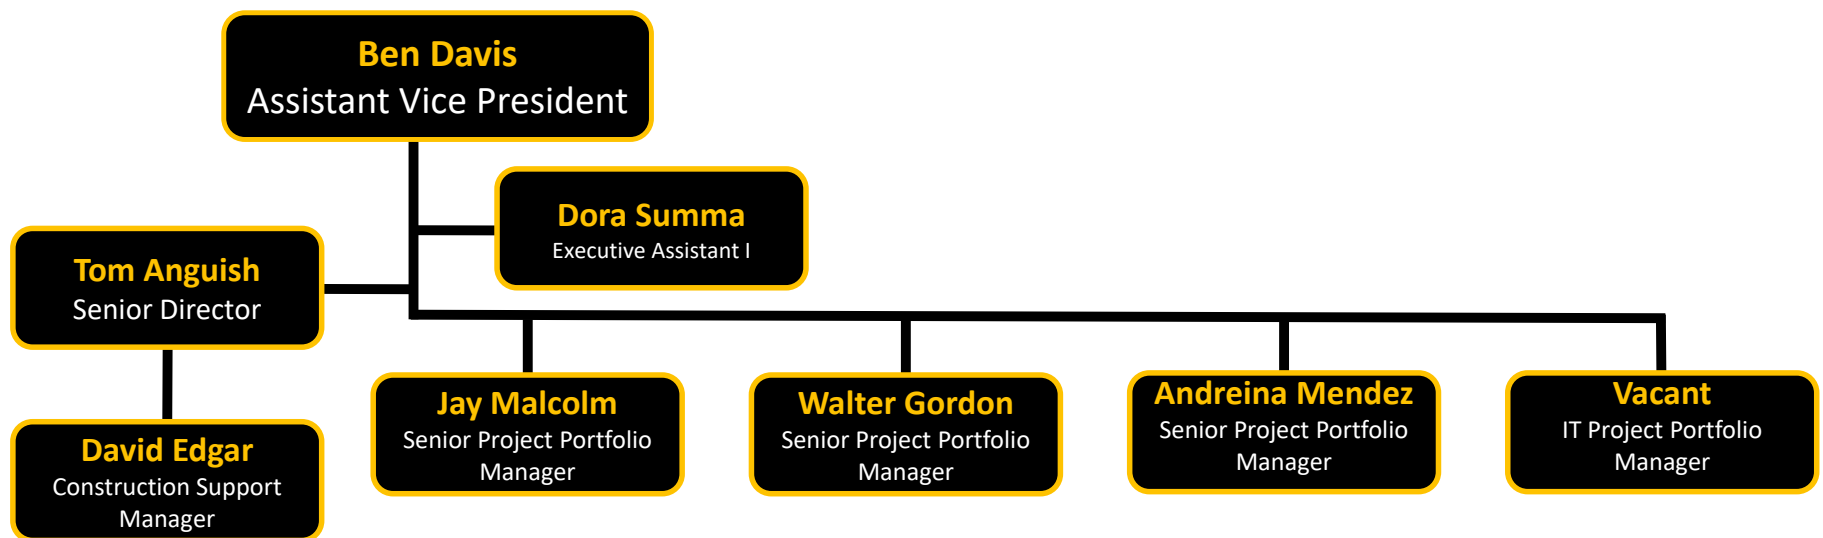 Ben Davis
Assistant Vice President
Dora Summa
Executive Assistant I
Tom Anguish
Senior Director
David Edgar
Construction Support
Manager
Jay Malcolm
Senior Project Portfolio
Manager
Walter Gordon
Senior Project Portfolio
Manager
Andreina Mendez
Senior Project Portfolio
Manager
Vacant
IT Project Portfolio
Manager